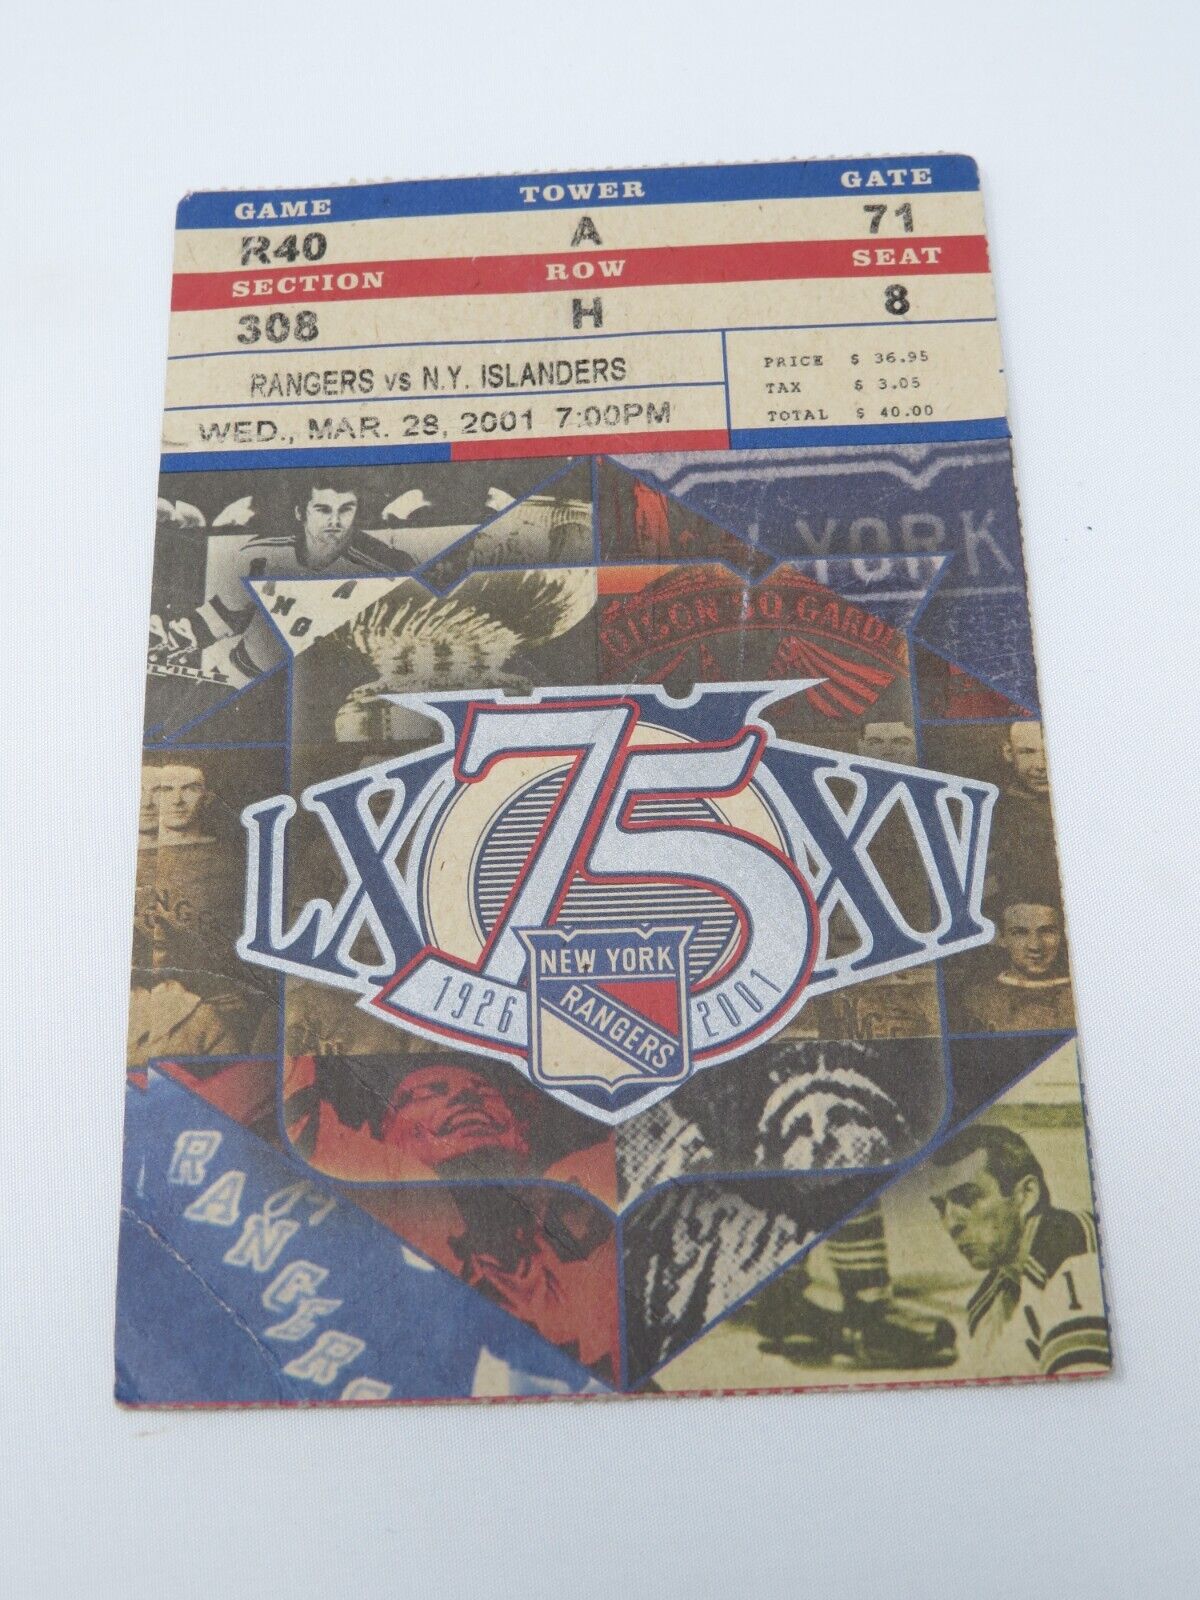 GAME TOWER GATE
R40 A 71
SECTION ROW SEAT
308 H 8
RANGERS vs N.Y. ISLANDERS
WED., MAR. 28, 2001 7:00PM
PRICE $ 36.95
TAX $ 3.05
TOTAL $ 40.00
YORK
SQ. GARD
LXXV
75
1926 2001
NEW YORK
RANGERS
RANGERS
1